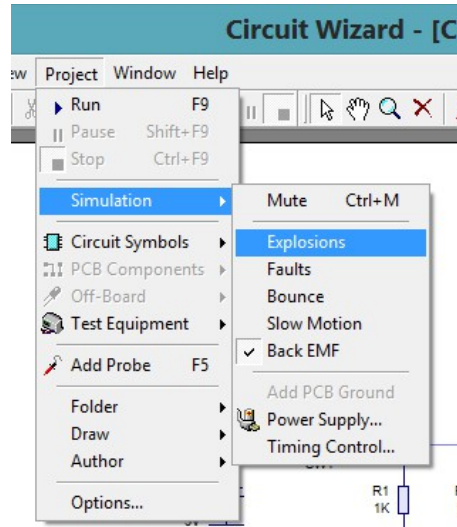 Circuit Wizard - [C
ew Project Window Help
Run F9
Pause Shift+F9
Stop Ctrl+F9
Simulation
Mute Ctrl+M
Circuit Symbols
Explosions
PCB Components
Faults
Off-Board
Bounce
Test Equipment
Slow Motion
Back EMF
Add Probe F5
Add PCB Ground
Folder
Power Supply...
Draw
Timing Control...
Author
Options...
R1
1K